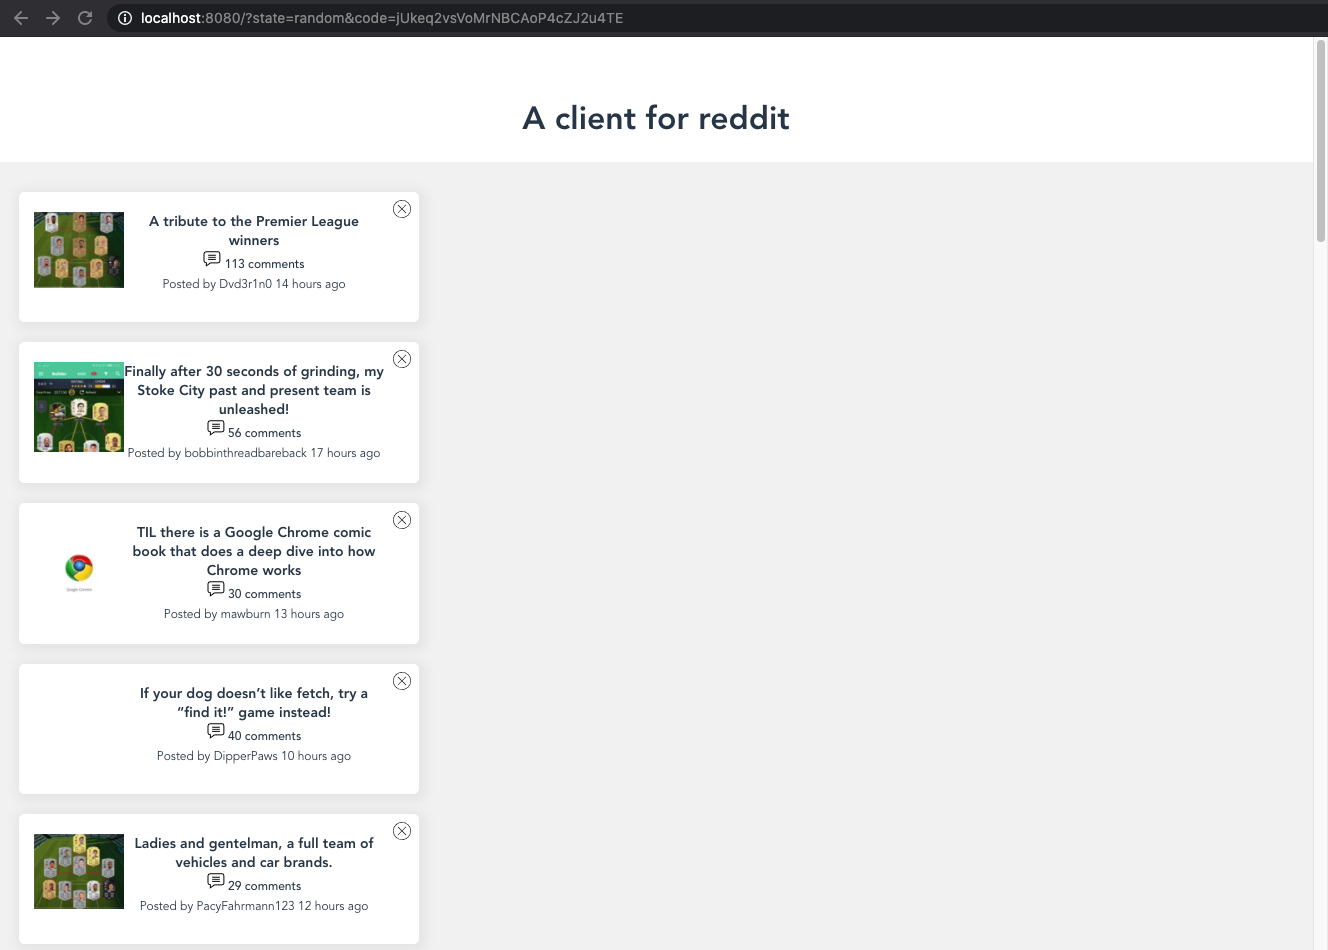 localhost:8080/?state=random&code=jUkeq2vsVoMrNBCAoP4cZJ2u4TE
A client for reddit
A tribute to the Premier League
winners
113 comments
Posted by Dvd3r1n0 14 hours ago
Finally after 30 seconds of grinding, my
Stoke City past and present team is
unleashed!
56 comments
Posted by bobbinthreadbareback 17 hours ago
TIL there is a Google Chrome comic
book that does a deep dive into how
Chrome works
30 comments
Posted by mawburn 13 hours ago
Google Chrome
If your dog doesn’t like fetch, try a
“find it!” game instead!
40 comments
Posted by DipperPaws 10 hours ago
Ladies and gentelman, a full team of
vehicles and car brands.
29 comments
Posted by PacyFahrmann123 12 hours ago